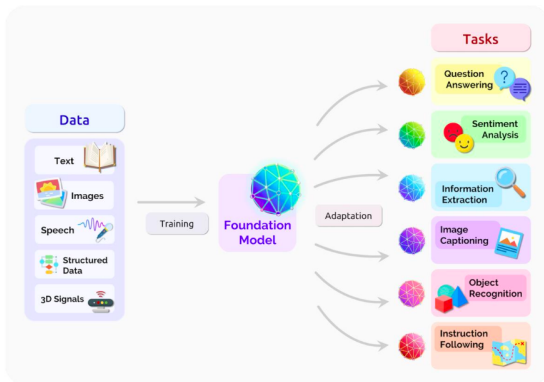 Data
Text
Images
Speech
Structured
Data
3D Signals
Training
Foundation
Model
Adaptation
Tasks
Question
Answering
?
Sentiment
Analysis
Information
Extraction
Image
Captioning
Object
Recognition
Instruction
Following